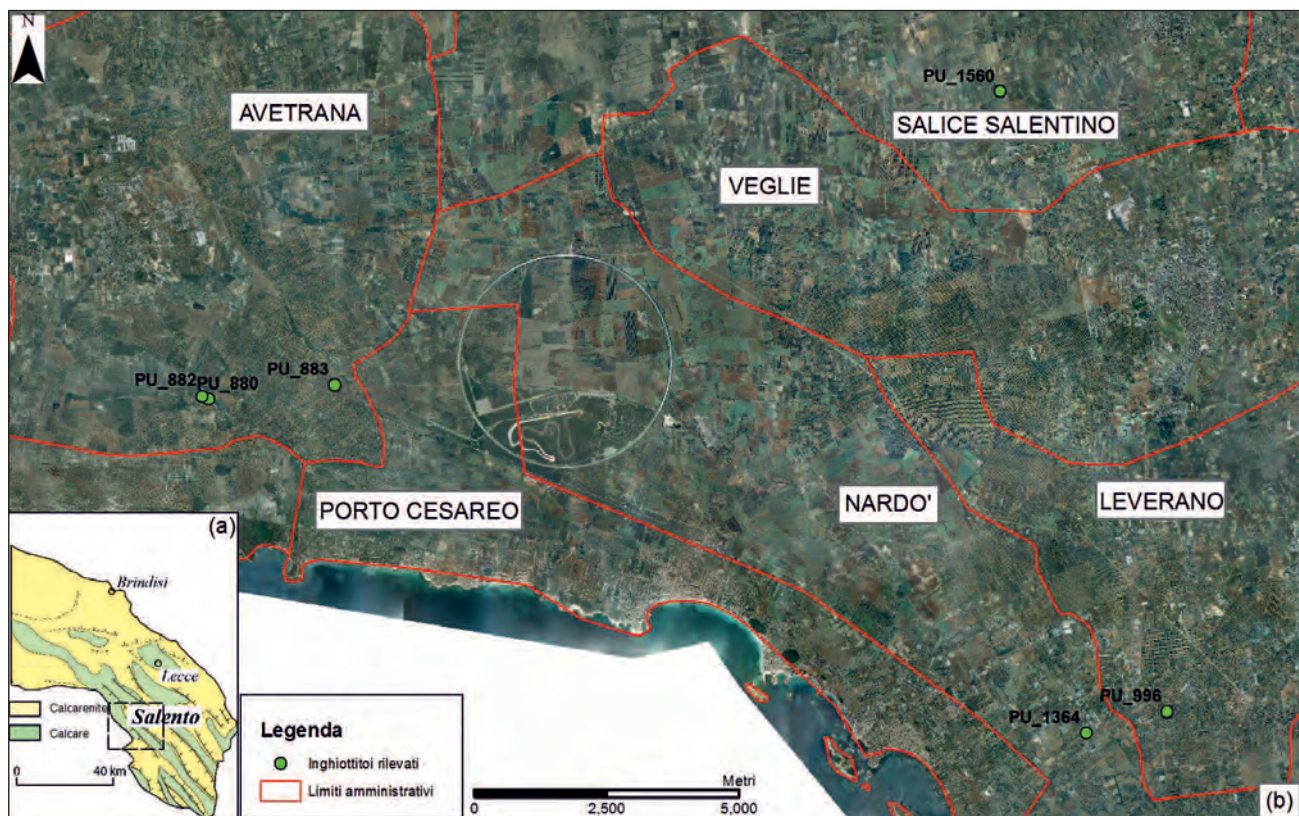 N
PU_1560
AVETRANA
SALICE SALENTINO
VEGLIE
PU_883
PU_882
PU_880
PORTO CESAREO
NARDO'
LEVERANO
(a)
Brindisi
Lecce
Calcarenite
Salento
Calcare
0
40 km
Legenda
Inghiottitoi rilevati
Limiti amministrativi
Metri
0
2,500
5,000
PU_996
PU_1364
(b)